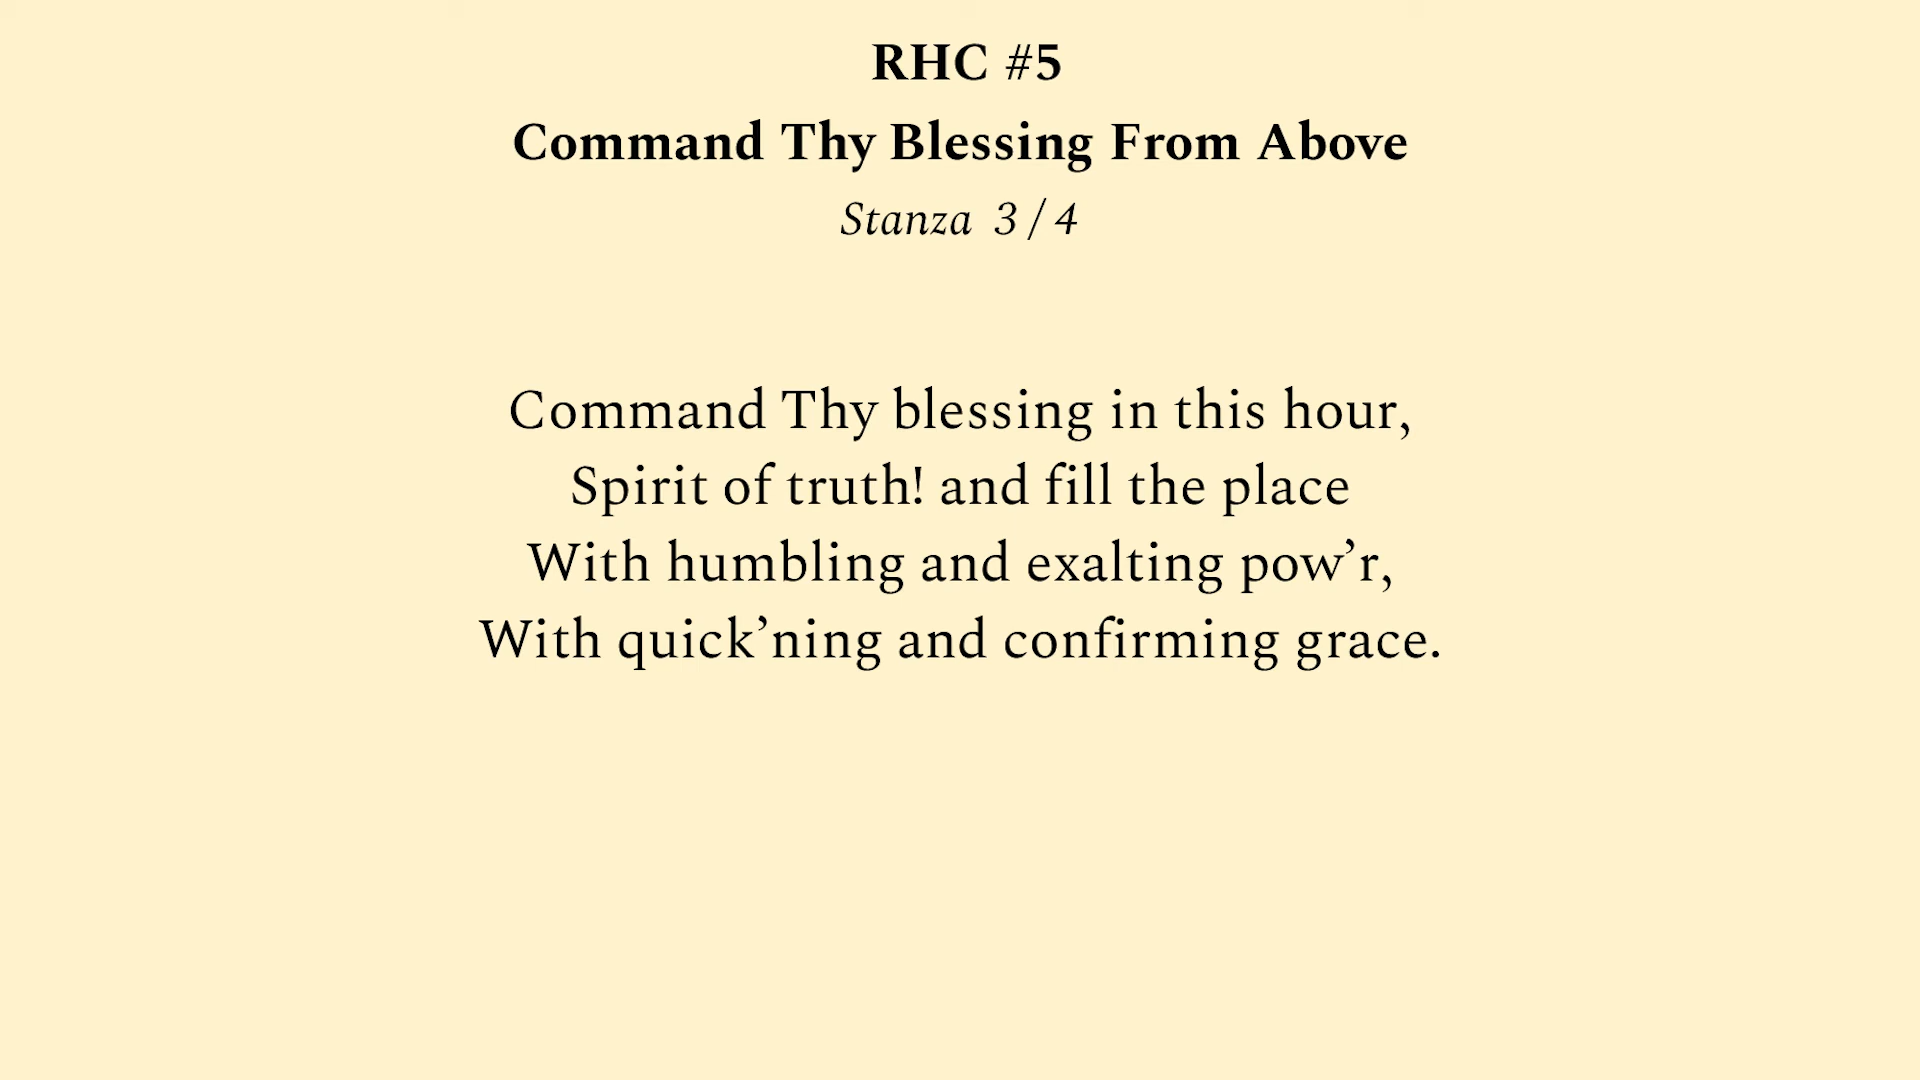 RHC #5
Command Thy Blessing From Above
Stanza 3 / 4
Command Thy blessing in this hour,
Spirit of truth! and fill the place
With humbling and exalting pow’r,
With quick’ning and confirming grace.